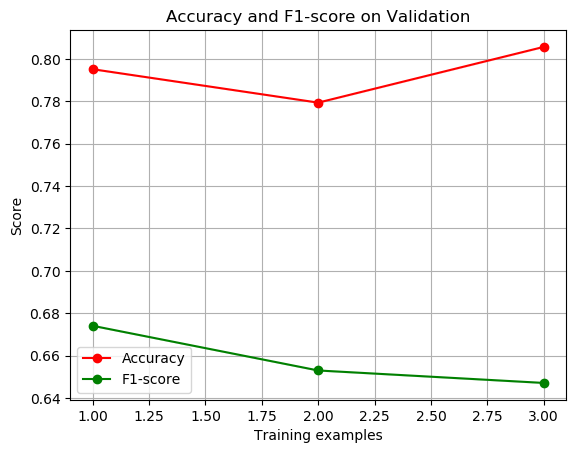 Accuracy and F1-score on Validation
0.80
0.78
0.76
0.74
0.72
0.70
0.68
0.66
0.64
Score
Accuracy
F1-score
1.00 1.25 1.50 1.75 2.00 2.25 2.50 2.75 3.00
Training examples